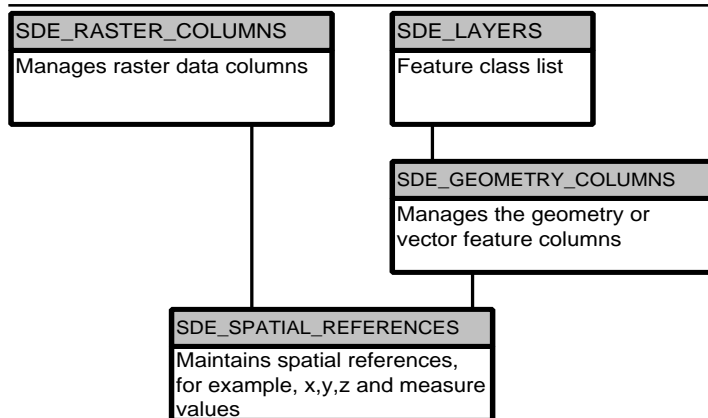 SDE_RASTER_COLUMNS
Manages raster data columns
SDE_LAYERS
Feature class list
SDE_GEOMETRY_COLUMNS
Manages the geometry or
vector feature columns
SDE_SPATIAL_REFERENCES
Maintains spatial references,
for example, x,y,z and measure
values